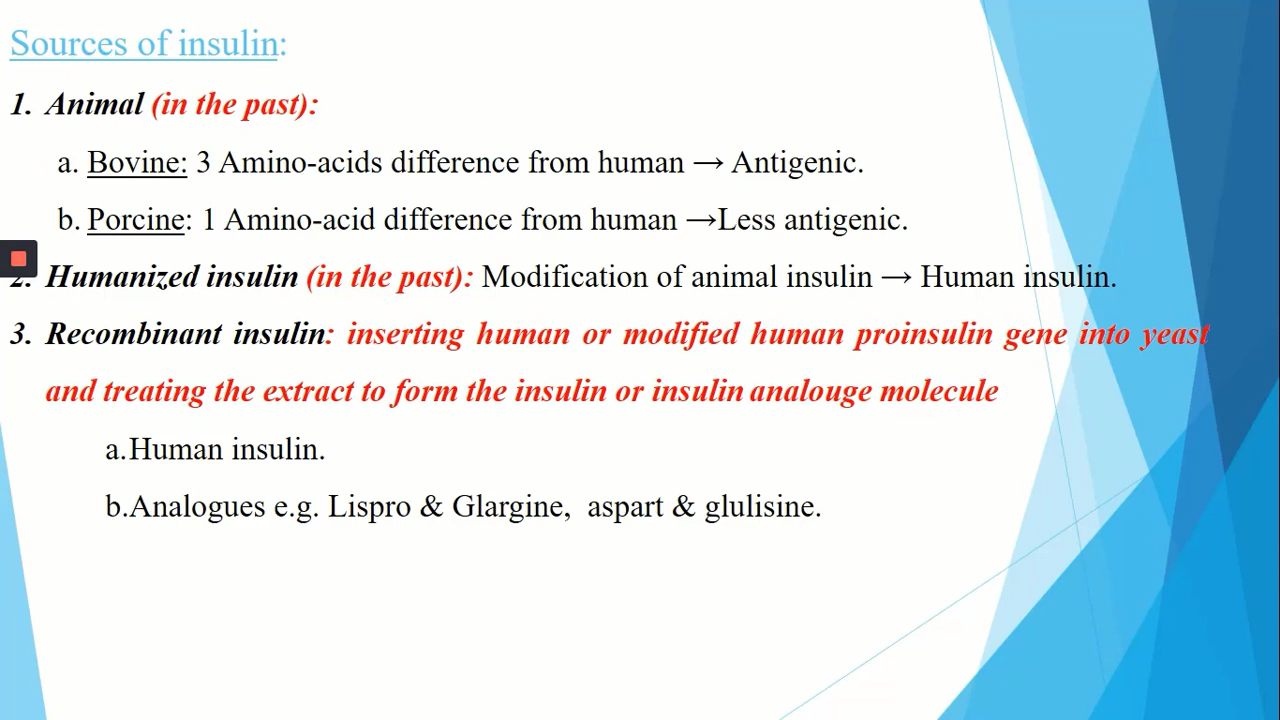 Sources of insulin:
1. Animal (in the past):
a. Bovine: 3 Amino-acids difference from human → Antigenic.
b. Porcine: 1 Amino-acid difference from human →Less antigenic.
2. Humanized insulin (in the past): Modification of animal insulin → Human insulin.
3. Recombinant insulin: inserting human or modified human proinsulin gene into yeast
and treating the extract to form the insulin or insulin analouge molecule
a.Human insulin.
b.Analogues e.g. Lispro & Glargine, aspart & glulisine.